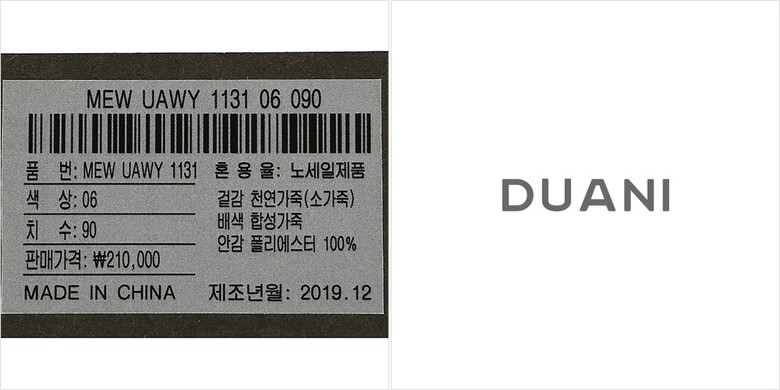 MEW UAWY 1131 06 090
품 번: MEW UAWY 1131
색 상: 06
치 수: 90
판매가격: ₩210,000
MADE IN CHINA
혼 용 율: 노세일제품
겉감 천연가죽(소가죽)
배색 합성가죽
안감 폴리에스터 100%
제조년월: 2019.12
DUANI